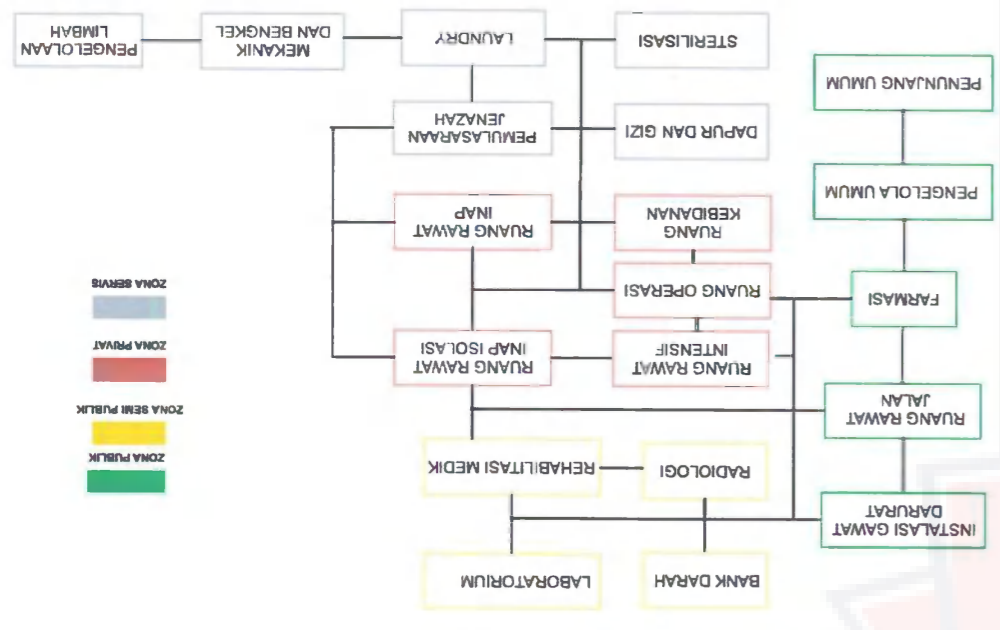 BANK DARAH
LABORATORIUM
INSTALASI GAWAT
DARURAT
RADIOLOGI
REHABILITASI MEDIK
RUANG RAWAT
JALAN
RUANG RAWAT
INTENSIF
RUANG RAWAT
INAP ISOLASI
FARMASI
RUANG OPERASI
RUANG
KEBIDANAN
RUANG RAWAT
INAP
PENGELOLA UMUM
DAPUR DAN GIZI
PEMULASARAAN
JENAZAH
PENUNJANG UMUM
STERILISASI
LAUNDRY
MEKANIK
DAN BENGKEL
PENGELOLAAN
LIMBAH
ZONA PUBLIK
ZONA SEMI PUBLIK
ZONA PRIVAT
ZONA SERVIS